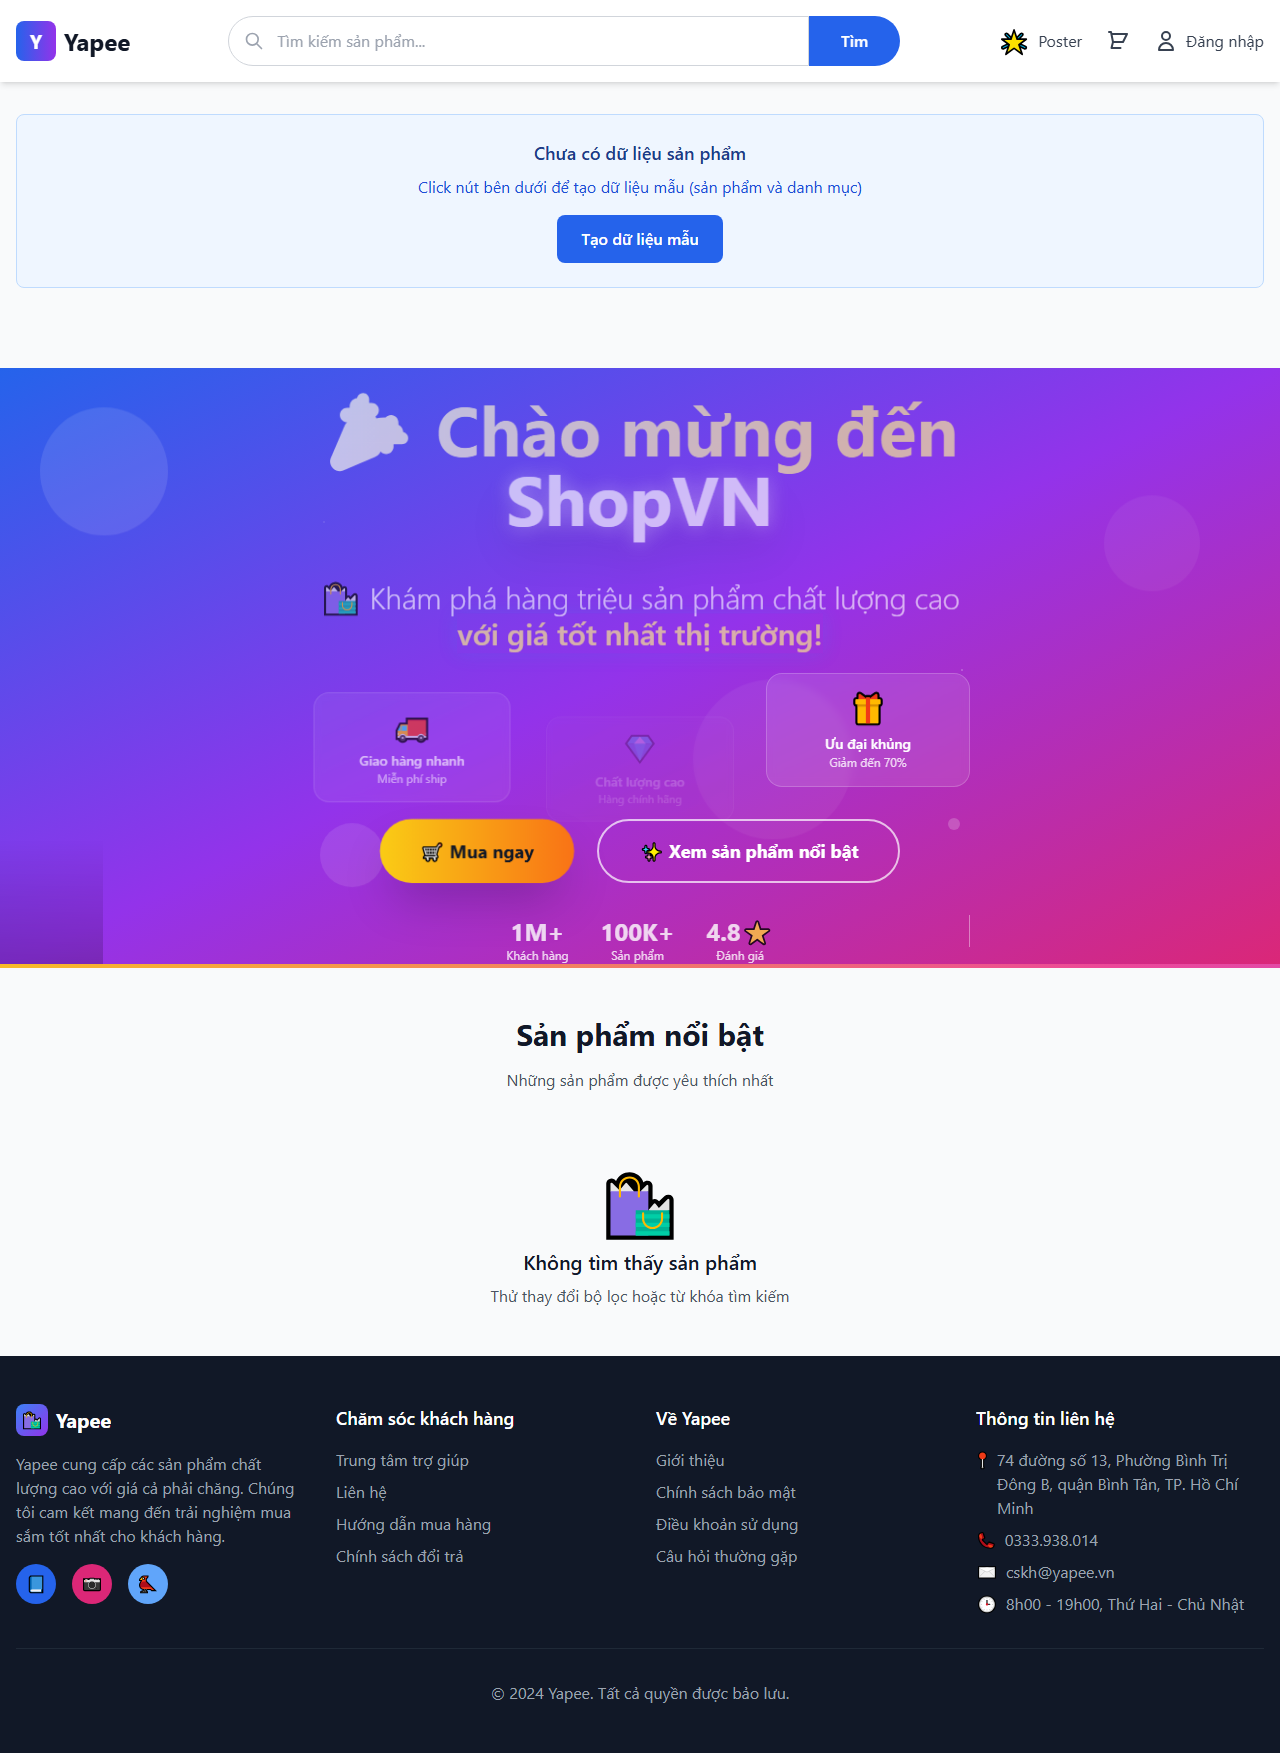 Y Yapee
Tìm kiếm sản phẩm...
Tìm
Poster
Đăng nhập
Chưa có dữ liệu sản phẩm
Click nút bên dưới để tạo dữ liệu mẫu (sản phẩm và danh mục)
Tạo dữ liệu mẫu
Chào mừng đến
ShopVN
Khám phá hàng triệu sản phẩm chất lượng cao
với giá tốt nhất thị trường!
Giao hàng nhanh
Miễn phí ship
Chất lượng cao
Hàng chính hãng
Ưu đại khủng
Giảm đến 70%
Mua ngay
Xem sản phẩm nổi bật
1M+
Khách hàng
100K+
Sản phẩm
4.8
Đánh giá
Sản phẩm nổi bật
Những sản phẩm được yêu thích nhất
Không tìm thấy sản phẩm
Thử thay đổi bộ lọc hoặc từ khóa tìm kiếm
Yapee
Yapee cung cấp các sản phẩm chất
lượng cao với giá cả phải chăng. Chúng
tôi cam kết mang đến trải nghiệm mua
sắm tốt nhất cho khách hàng.
Chăm sóc khách hàng
Trung tâm trợ giúp
Liên hệ
Hướng dẫn mua hàng
Chính sách đổi trả
Về Yapee
Giới thiệu
Chính sách bảo mật
Điều khoản sử dụng
Câu hỏi thường gặp
Thông tin liên hệ
74 đường số 13, Phường Bình Trị
Đông B, quận Bình Tân, TP. Hồ Chí
Minh
0333.938.014
cskh@yapee.vn
8h00 - 19h00, Thứ Hai - Chủ Nhật
© 2024 Yapee. Tất cả quyền được bảo lưu.